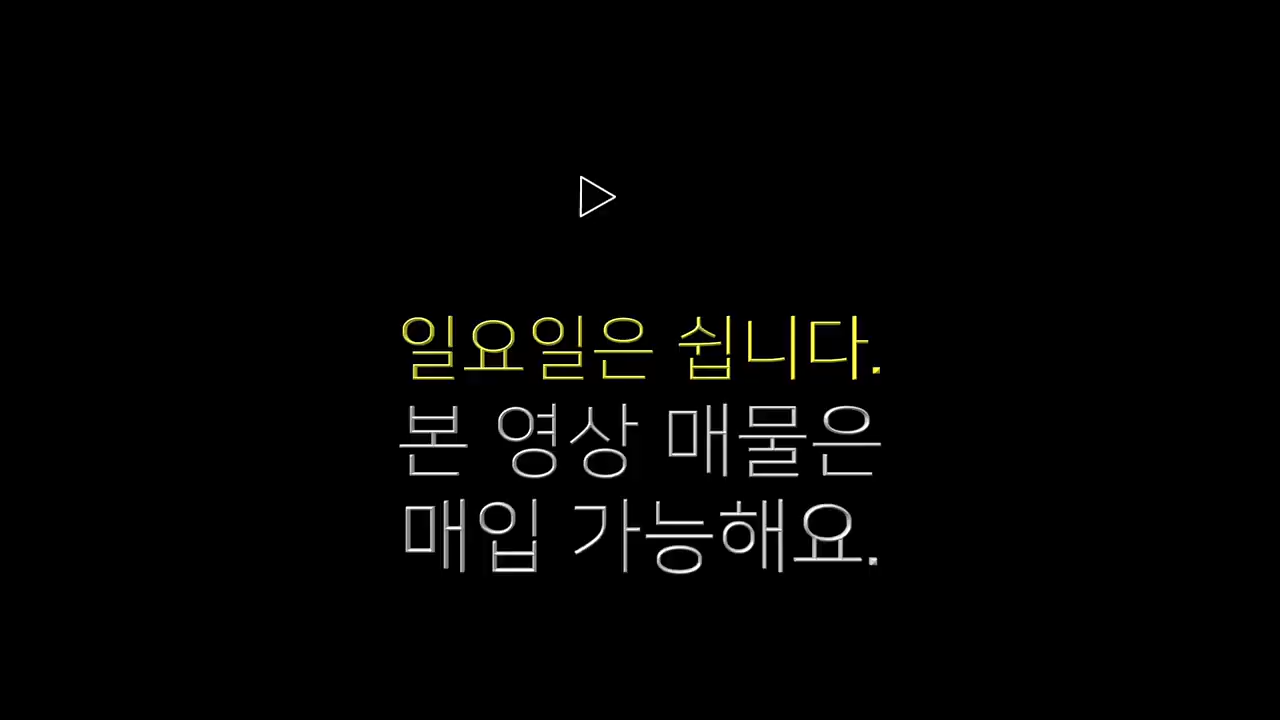 일요일은 쉽니다.
본 영상 매물은
매입 가능해요.